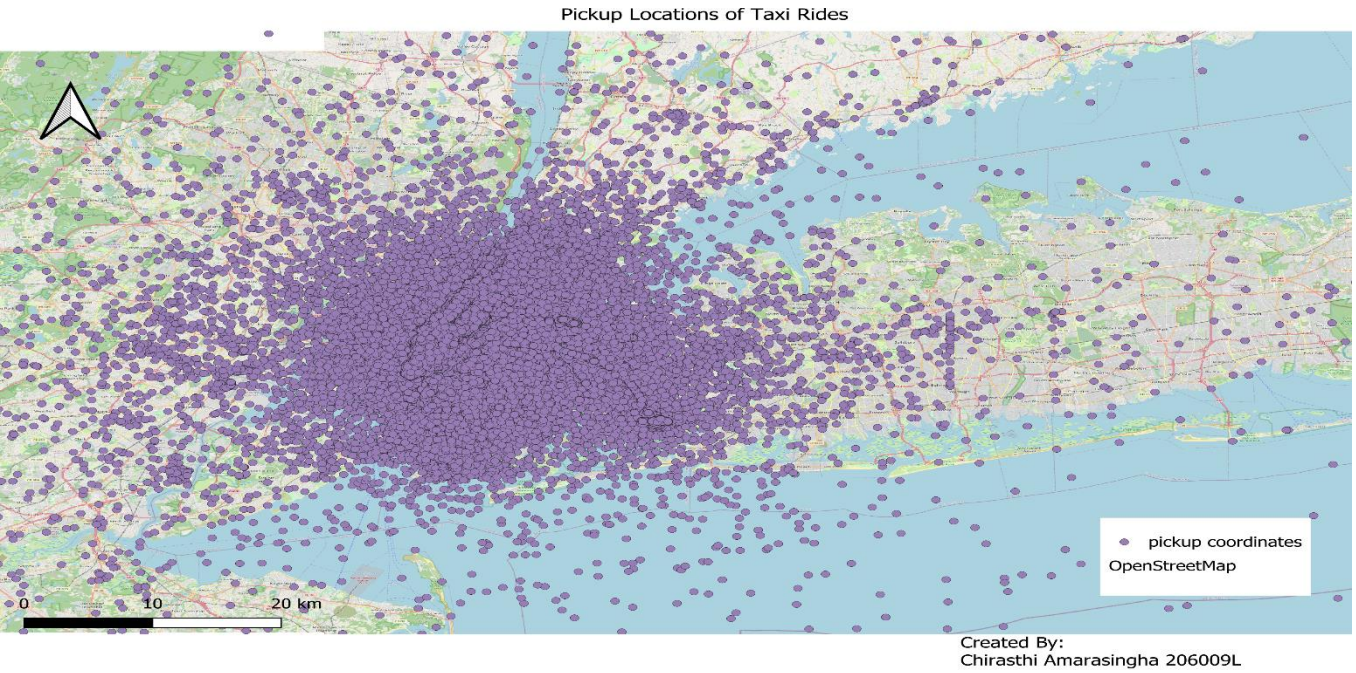 Pickup Locations of Taxi Rides
pickup coordinates
OpenStreetMap
0 10 20 km
Created By:
Chirasthi Amarasingha 206009L